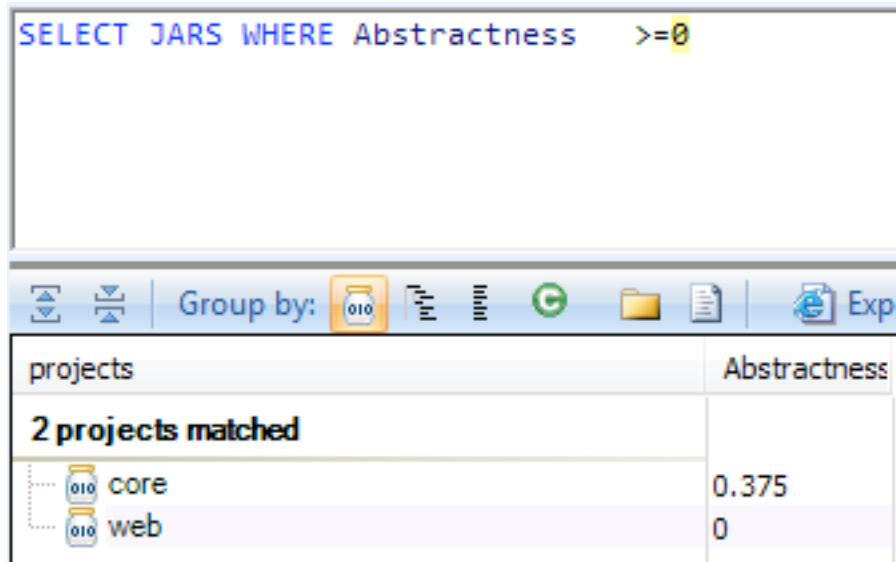 SELECT JARS WHERE Abstractness >=0
Group by: Exp
projects Abstractness
2 projects matched
core 0.375
web 0